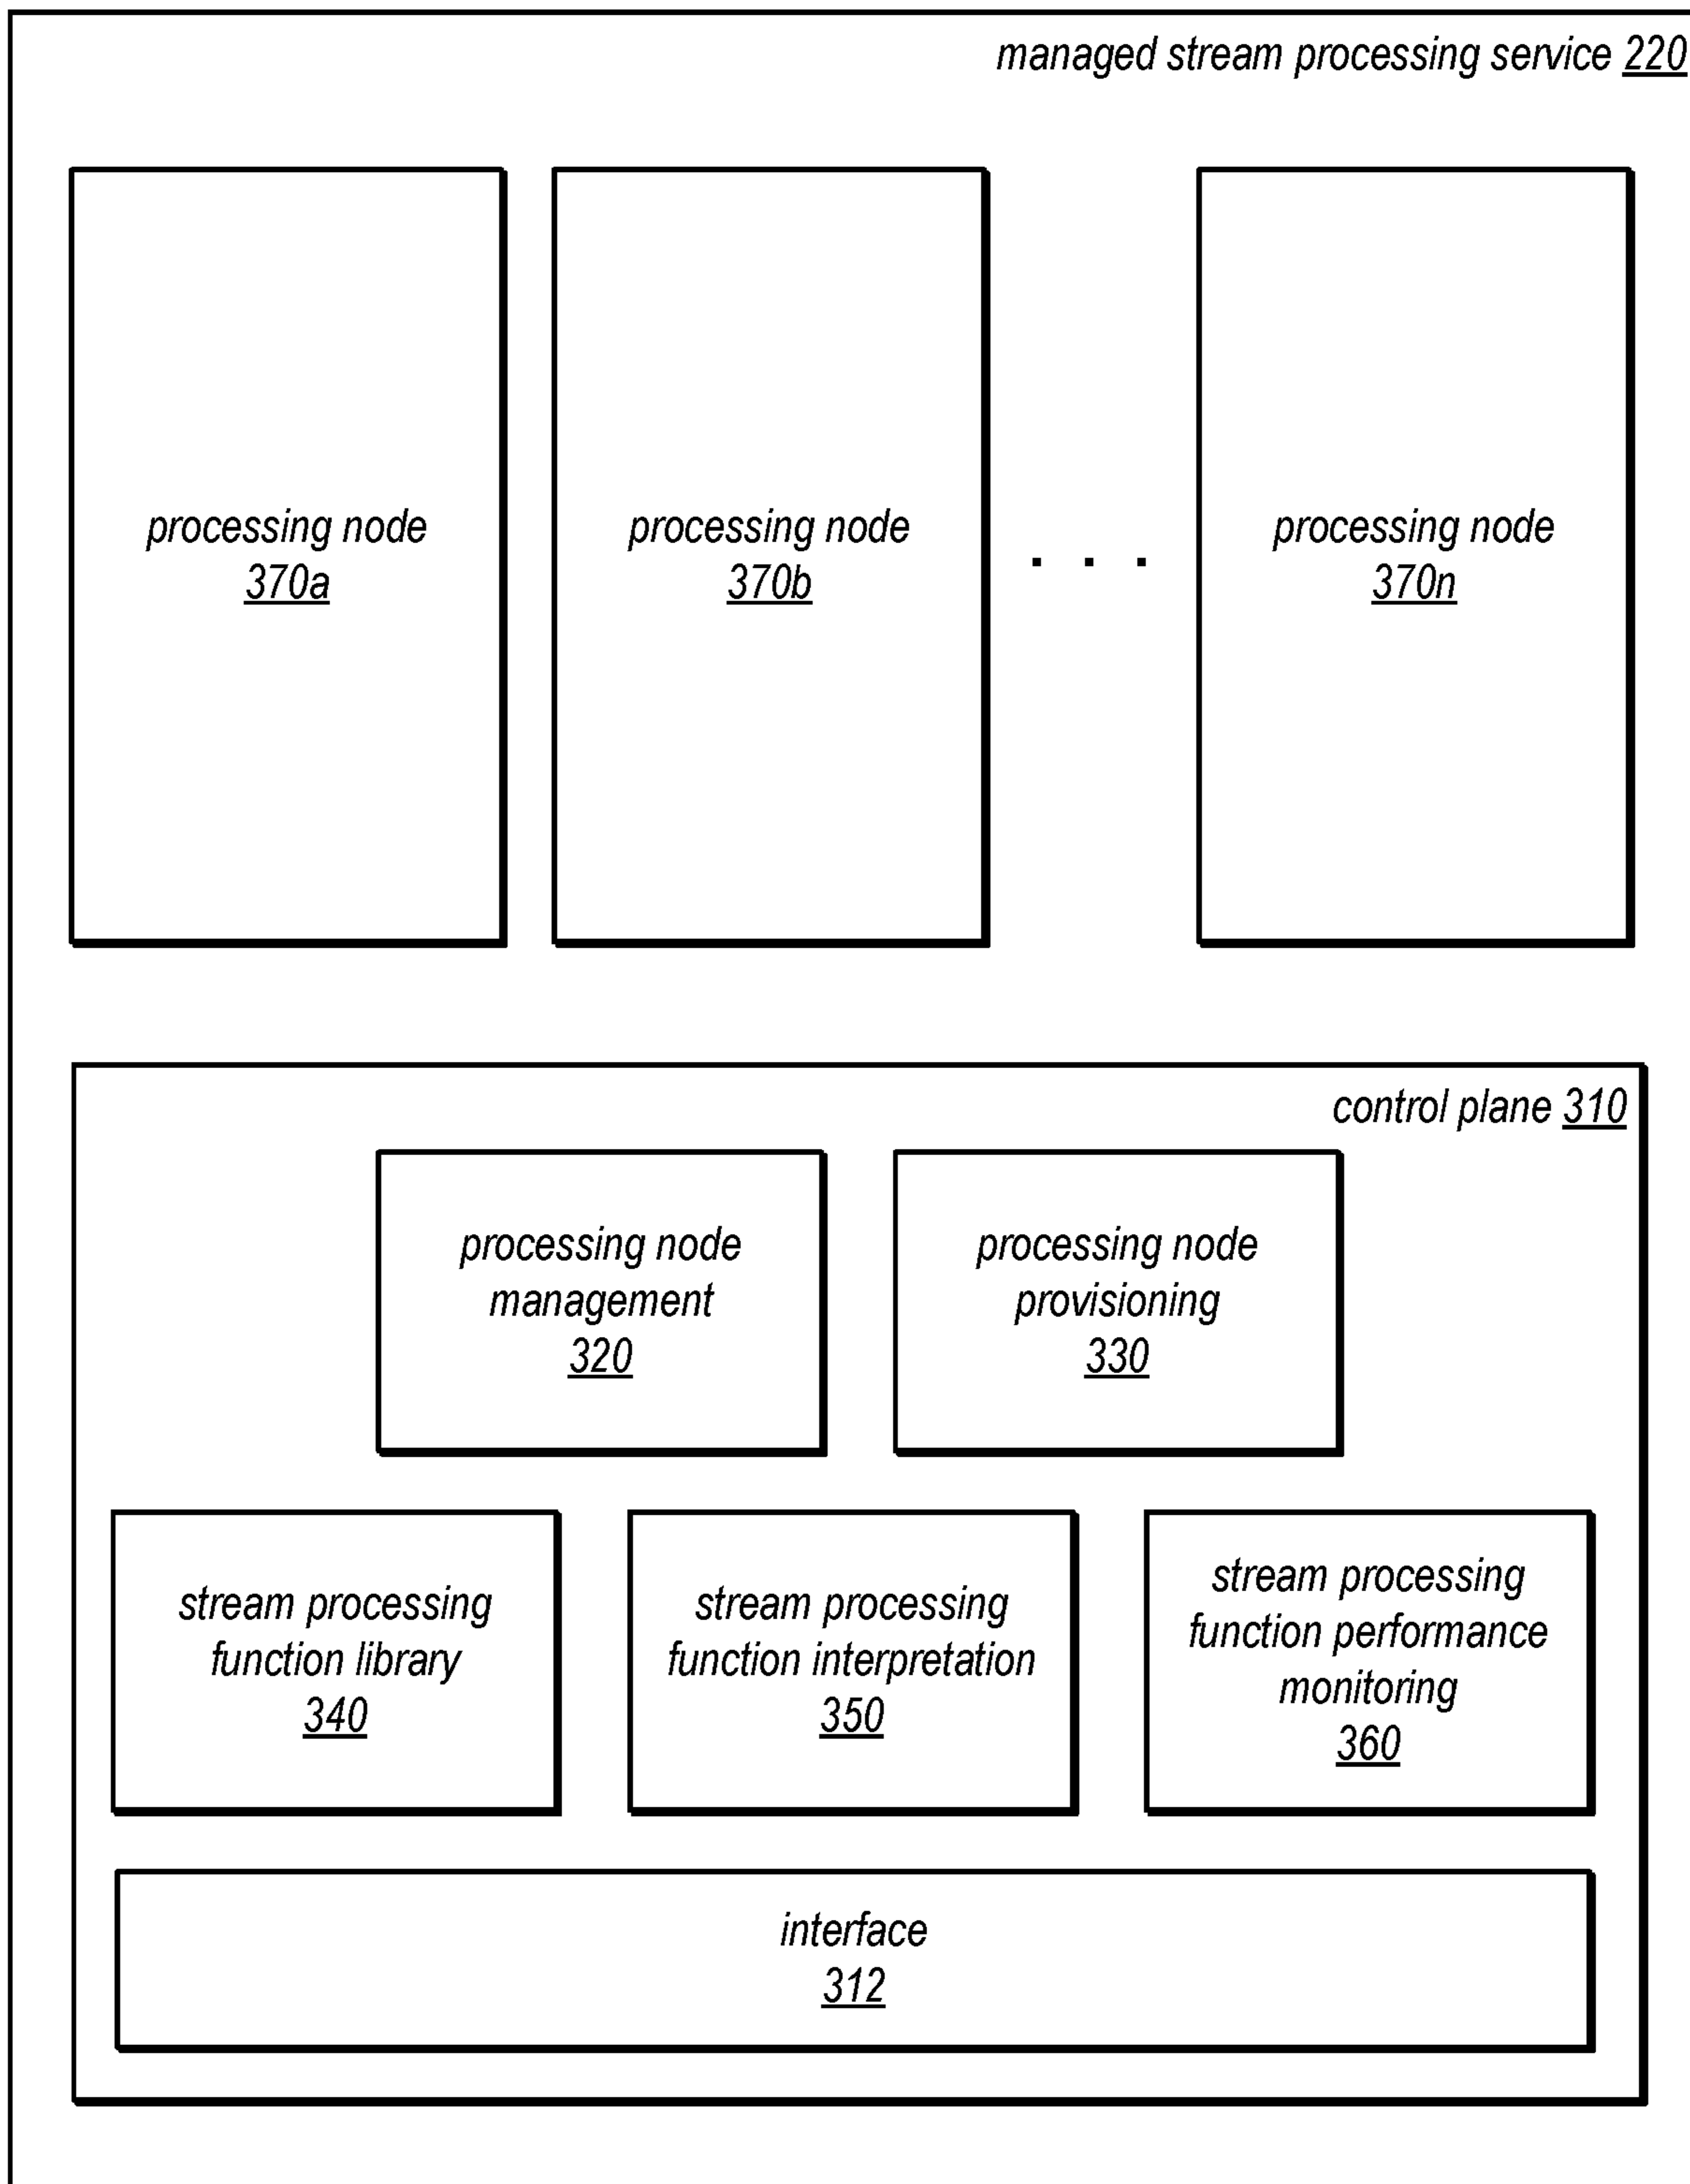 managed stream processing service 220
processing node
370a
processing node
370b
. . .
processing node
370n
control plane 310
processing node
management
320
processing node
provisioning
330
stream processing
function library
340
stream processing
function interpretation
350
stream processing
function performance
monitoring
360
interface
312